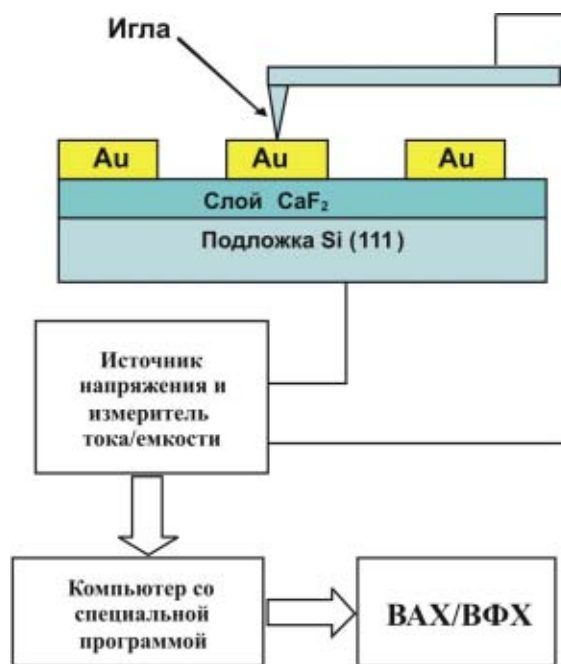 Игла
Au Au Au
Слой CaF₂
Подложка Si (111)
Источник
напряжения и
измеритель
тока/емкости
Компьютер со
специальной
программой
ВАХ/ВФХ